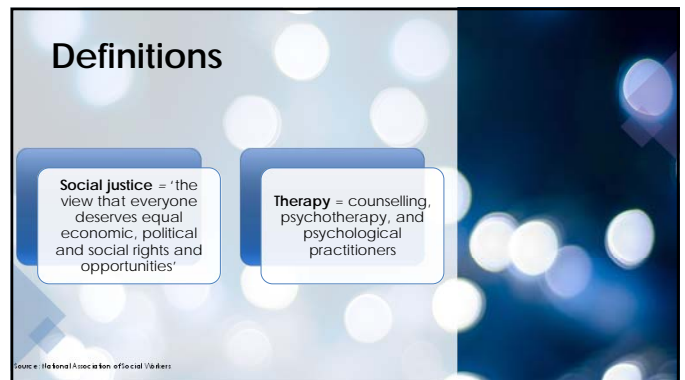 Definitions
Social justice = ‘the
view that everyone
deserves equal
economic, political
and social rights and
opportunities’
Therapy = counselling,
psychotherapy, and
psychological
practitioners
Source: National Association of Social Workers